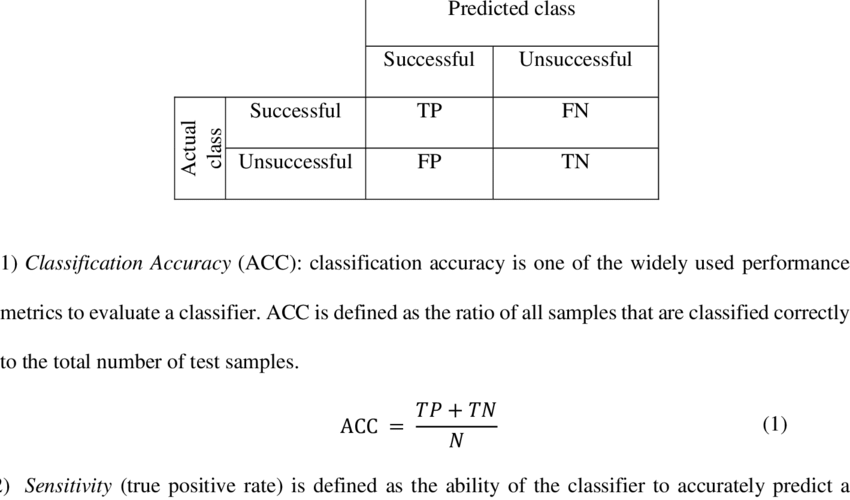 Predicted class
Successful Unsuccessful
Actual class
Successful TP FN
Unsuccessful FP TN
1) Classification Accuracy (ACC): classification accuracy is one of the widely used performance
metrics to evaluate a classifier. ACC is defined as the ratio of all samples that are classified correctly
to the total number of test samples.
ACC = TP + TN / N (1)
2) Sensitivity (true positive rate) is defined as the ability of the classifier to accurately predict a